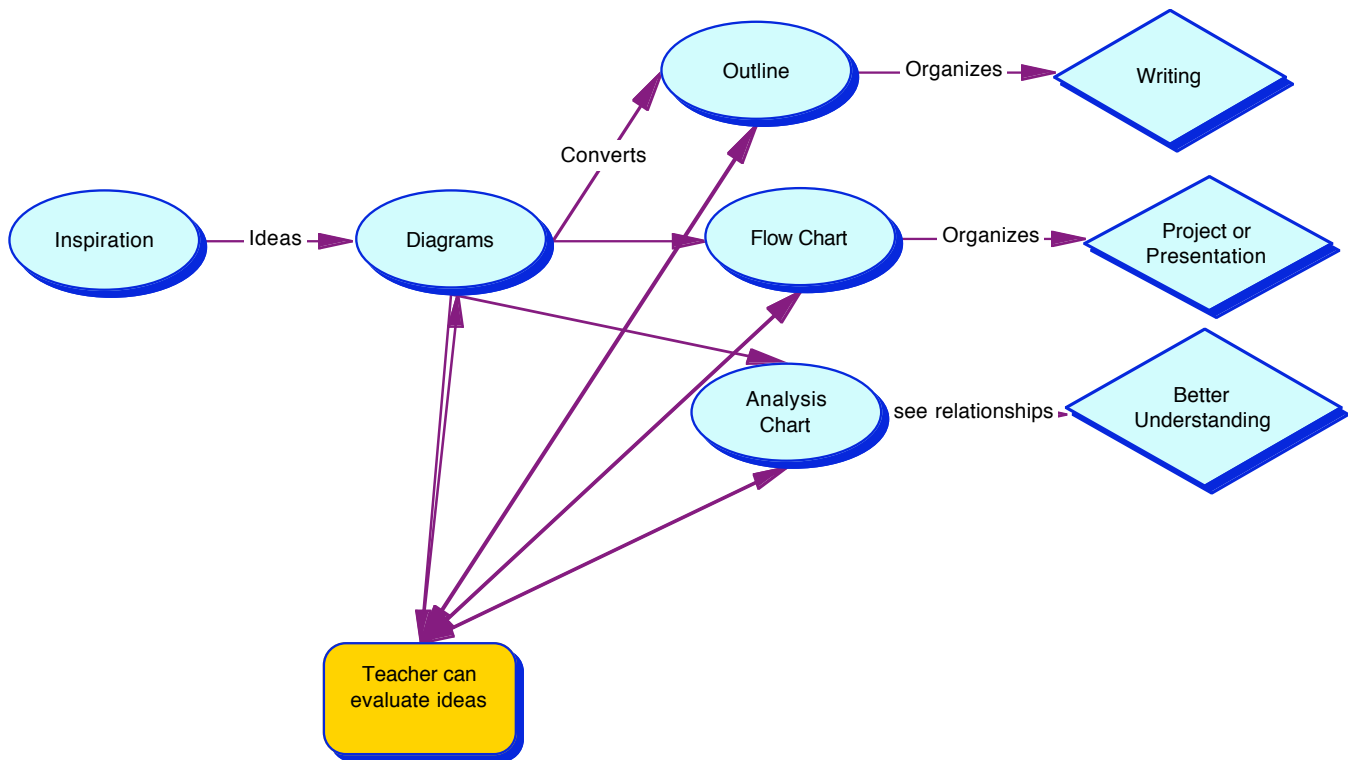 Outline
Organizes
Writing
Converts
Inspiration
Ideas
Diagrams
Flow Chart
Organizes
Project or
Presentation
Analysis
Chart
see relationships
Better
Understanding
Teacher can
evaluate ideas